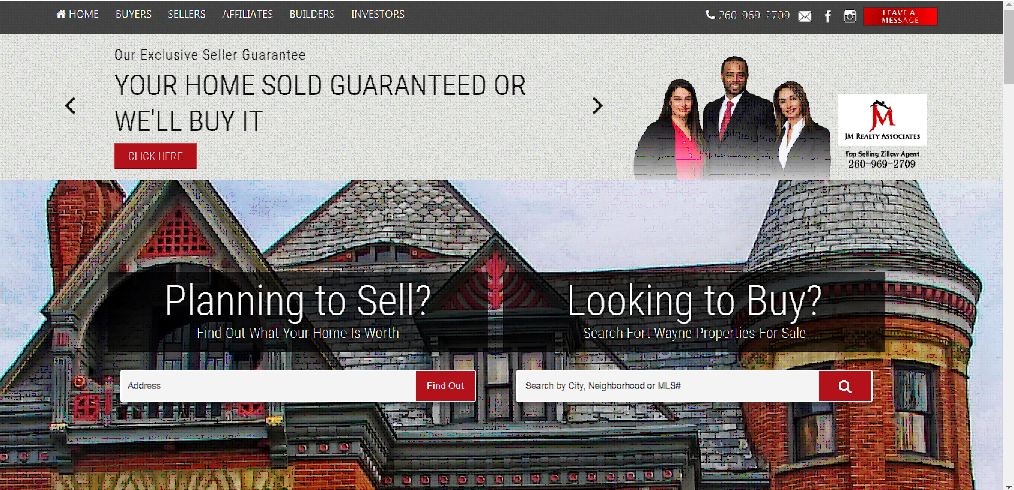 HOME BUYERS SELLERS AFFILIATES BUILDERS INVESTORS
260-969-2709
LEAVE A
MESSAGE
Our Exclusive Seller Guarantee
YOUR HOME SOLD GUARANTEED OR
WE'LL BUY IT
CLICK HERE
JM
JM REALTY ASSOCIATES
Top Selling Zillow Agent
260-969-2709
Planning to Sell?
Find Out What Your Home Is Worth
Address
Find Out
Looking to Buy?
Search Fort Wayne Properties For Sale
Search by City, Neighborhood or MLS#